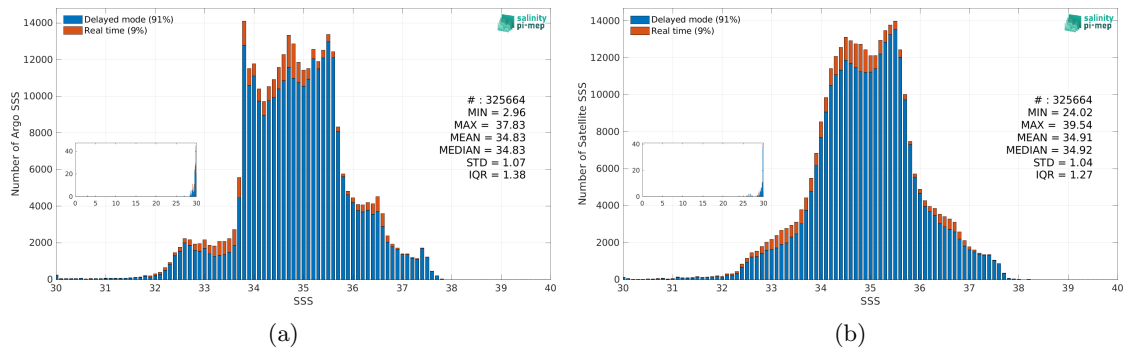 Delayed mode (91%)
Real time (9%)
salinity
pi-mep
# : 325664
MIN = 2.96
MAX = 37.83
MEAN = 34.83
MEDIAN = 34.83
STD = 1.07
IQR = 1.38
Number of Argo SSS
14000
12000
10000
8000
6000
4000
2000
0
40
20
0
0 5 10 15 20 25 30
30 31 32 33 34 35 36 37 38 39 40
SSS
(a)
Delayed mode (91%)
Real time (9%)
salinity
pi-mep
# : 325664
MIN = 24.02
MAX = 39.54
MEAN = 34.91
MEDIAN = 34.92
STD = 1.04
IQR = 1.27
Number of Satellite SSS
14000
12000
10000
8000
6000
4000
2000
0
40
20
0
0 5 10 15 20 25 30
30 31 32 33 34 35 36 37 38 39 40
SSS
(b)